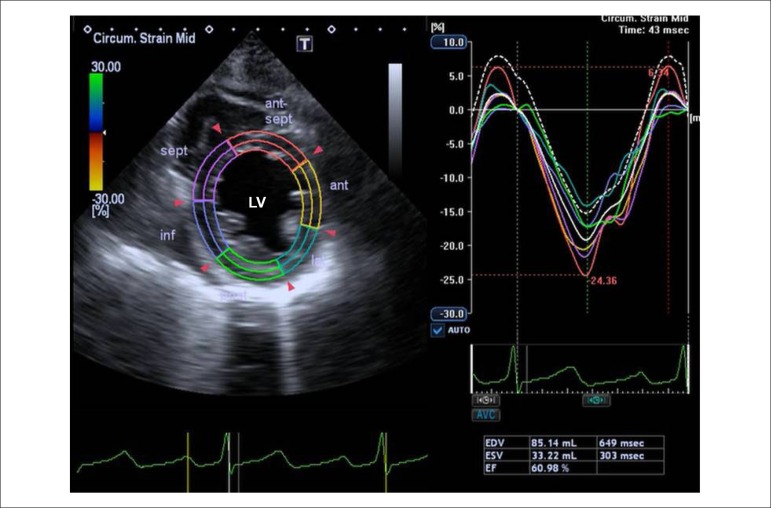 Circum. Strain Mid
T
30.00
-30.00
[%]
ant-
sept
sept
ant
LV
inf
Circum. Strain Mid
Time: 43 msec
[%]
10.0
5.0
0.0
-5.0
-10.0
-15.0
-20.0
-25.0
-30.0
-24.36
AUTO
AVC
EDV 85.14 mL 649 msec
ESV 33.22 mL 303 msec
EF 60.98 %